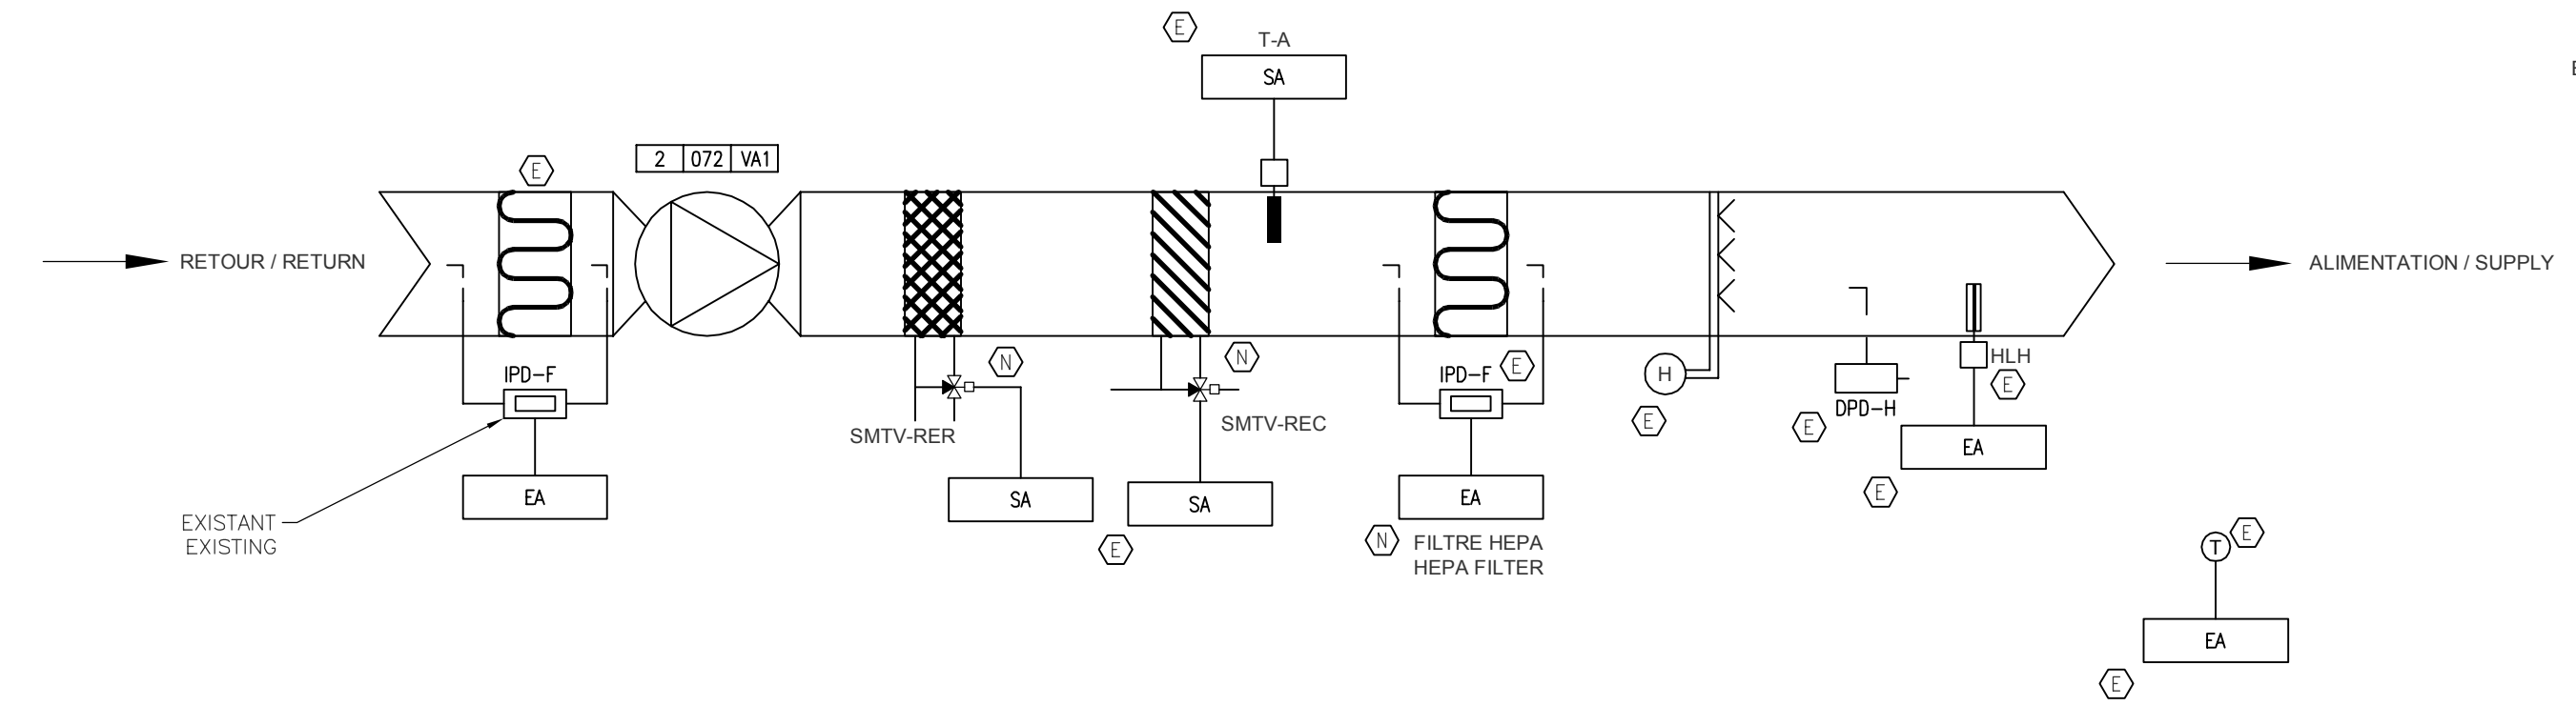 E
T-A
SA
E
2 072 VA1
E
RETOUR / RETURN
ALIMENTATION / SUPPLY
N
N
HLH
IPD-F
IPD-F
E
H
E
DPD-H
E
E
SMTV-RER
SMTV-REC
EA
E
EA
SA
SA
EA
EXISTANT
EXISTING
E
N
FILTRE HEPA
HEPA FILTER
T
E
EA
E